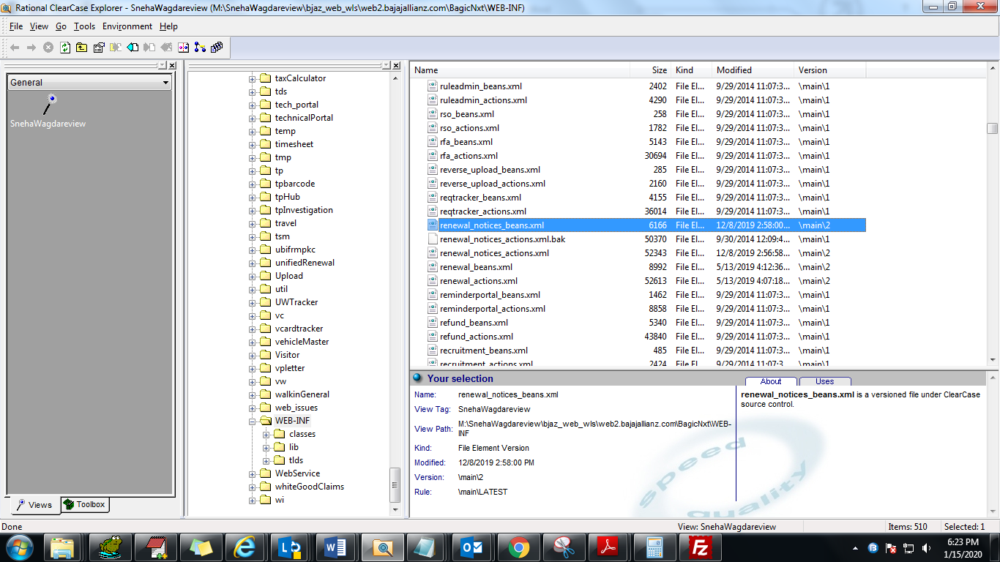 Rational ClearCase Explorer - SnehaWagdareview (M:\SnehaWagdareview\bjaz_web_wls\web2.bajajallianz.com\BagicNxt\WEB-INF)
File View Go Tools Environment Help
General
SnehaWagdareview
Views Toolbox
taxCalculator
tds
tech_portal
technicalPortal
temp
timesheet
tmp
tp
tpbarcode
tpHub
tpInvestigation
travel
tsm
ubifrmpkc
unifiedRenewal
Upload
util
UWTracker
vc
vcardtracker
vehicleMaster
Visitor
vpletter
vw
walkinGeneral
web_issues
WEB-INF
classes
lib
tlds
WebService
whiteGoodClaims
wi
Name Size Kind Modified Version
ruleadmin_beans.xml 2402 File El... 9/29/2014 11:07:3... \main\1
ruleadmin_actions.xml 4290 File El... 9/29/2014 11:07:3... \main\1
rso_beans.xml 258 File El... 9/29/2014 11:07:3... \main\1
rso_actions.xml 1782 File El... 9/29/2014 11:07:3... \main\1
rfa_beans.xml 5143 File El... 9/29/2014 11:07:3... \main\1
rfa_actions.xml 30694 File El... 9/29/2014 11:07:3... \main\1
reverse_upload_beans.xml 285 File El... 9/29/2014 11:07:3... \main\1
reverse_upload_actions.xml 2160 File El... 9/29/2014 11:07:3... \main\1
reqtracker_beans.xml 4155 File El... 9/29/2014 11:07:3... \main\1
reqtracker_actions.xml 36014 File El... 9/29/2014 11:07:3... \main\1
renewal_notices_beans.xml 6166 File El... 12/8/2019 2:58:00... \main\2
renewal_notices_actions.xml.bak 50370 File El... 9/30/2014 12:09:4... \main\1
renewal_notices_actions.xml 52343 File El... 12/8/2019 2:56:58... \main\2
renewal_beans.xml 8992 File El... 5/13/2019 4:12:36... \main\2
renewal_actions.xml 52613 File El... 5/13/2019 4:07:18... \main\2
reminderportal_beans.xml 1462 File El... 9/29/2014 11:07:3... \main\1
reminderportal_actions.xml 8858 File El... 9/29/2014 11:07:3... \main\1
refund_beans.xml 5340 File El... 9/29/2014 11:07:3... \main\1
refund_actions.xml 43840 File El... 9/29/2014 11:07:3... \main\1
recruitment_beans.xml 485 File El... 9/29/2014 11:07:3... \main\1
recruitment_actions.xml 2424 File El... 9/29/2014 11:07:3... \main\1
Your selection
About Uses
Name: renewal_notices_beans.xml
View Tag: SnehaWagdareview
View Path: M:\SnehaWagdareview\bjaz_web_wls\web2.bajajallianz.com\BagicNxt\WEB-
INF
Kind: File Element Version
Modified: 12/8/2019 2:58:00 PM
Version: \main\2
Rule: \main\LATEST
renewal_notices_beans.xml is a versioned file under ClearCase
source control.
speed
quality
Done View: SnehaWagdareview Items: 510 Selected: 1
6:23 PM
1/15/2020